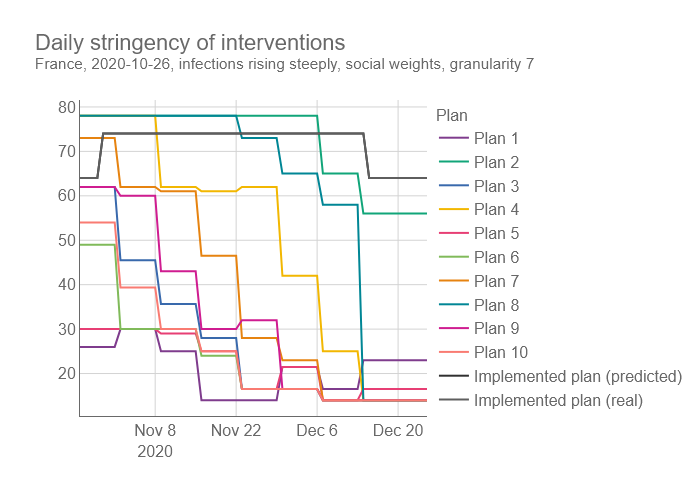 Daily stringency of interventions
France, 2020-10-26, infections rising steeply, social weights, granularity 7
80
70
60
50
40
30
20
Nov 8
2020
Nov 22
Dec 6
Dec 20
Plan
Plan 1
Plan 2
Plan 3
Plan 4
Plan 5
Plan 6
Plan 7
Plan 8
Plan 9
Plan 10
Implemented plan (predicted)
Implemented plan (real)